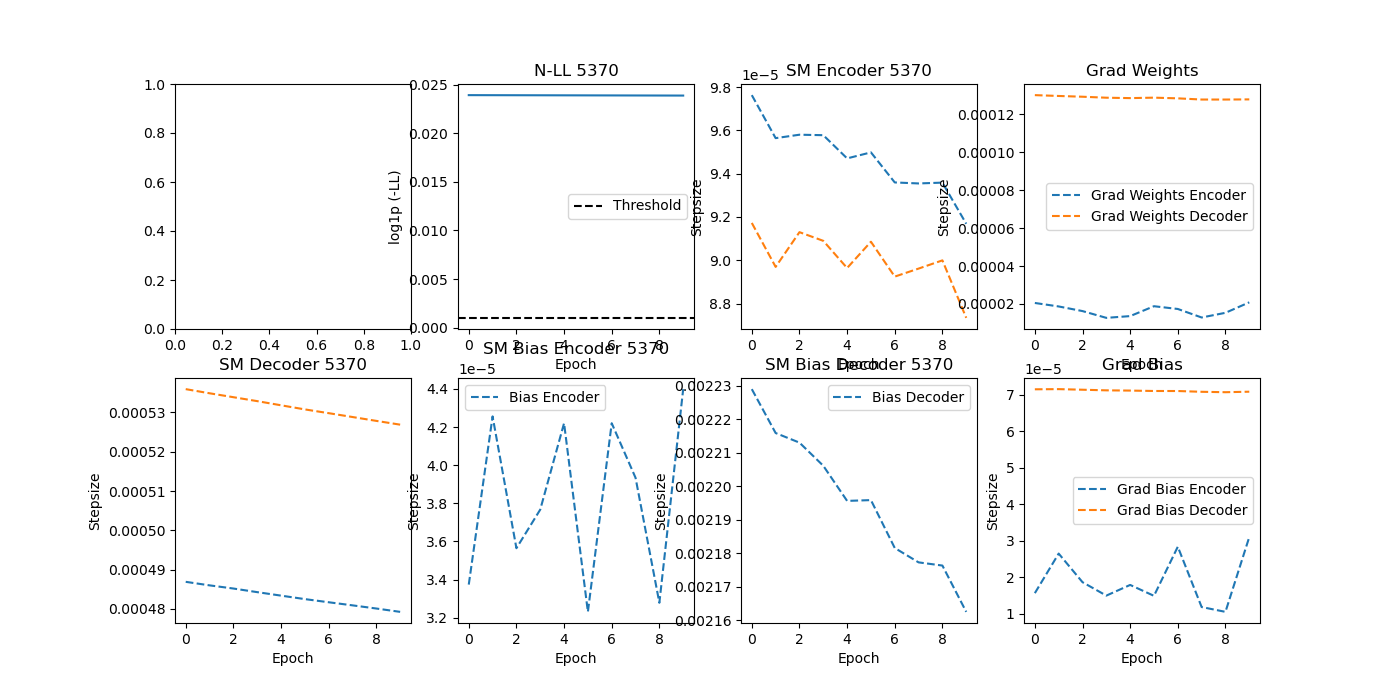 1.0
0.8
0.6
0.4
0.2
0.0
0.0 0.2 0.4 0.6 0.8 1.0
N-LL 5370
0.025
0.020
0.015
0.010
0.005
0.000
log1p (-LL)
Threshold
0 2 4 6 8
Epoch
SM Encoder 5370
1e−5
9.8
9.6
9.4
9.2
9.0
8.8
Stepsize
0 2 4 6 8
Epoch
Grad Weights
0.00012
0.00010
0.00008
0.00006
0.00004
0.00002
Stepsize
Grad Weights Encoder
Grad Weights Decoder
0 2 4 6 8
Epoch
SM Decoder 5370
0.00053
0.00052
0.00051
0.00050
0.00049
0.00048
Stepsize
0 2 4 6 8
Epoch
SM Bias Encoder 5370
1e−5
4.4
4.2
4.0
3.8
3.6
3.4
3.2
Stepsize
Bias Encoder
0 2 4 6 8
Epoch
SM Bias Decoder 5370
0.00223
0.00222
0.00221
0.00220
0.00219
0.00218
0.00217
0.00216
Stepsize
Bias Decoder
0 2 4 6 8
Epoch
Grad Bias
1e−5
7
6
5
4
3
2
1
Stepsize
Grad Bias Encoder
Grad Bias Decoder
0 2 4 6 8
Epoch